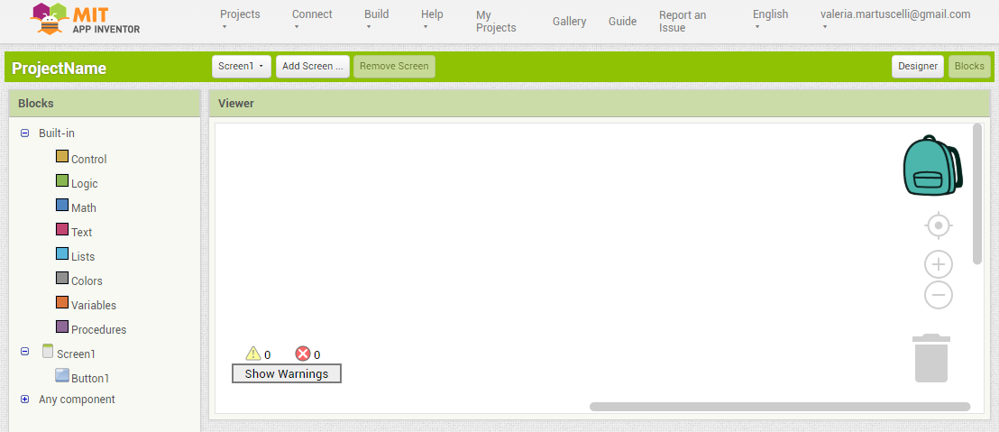 MIT
APP INVENTOR
Projects
Connect
Build
Help
My
Projects
Gallery
Guide
Report an
Issue
English
valeria.martuscelli@gmail.com
ProjectName
Screen1
Add Screen ...
Remove Screen
Designer
Blocks
Blocks
Built-in
Control
Logic
Math
Text
Lists
Colors
Variables
Procedures
Screen1
Button1
Any component
Viewer
0
0
Show Warnings